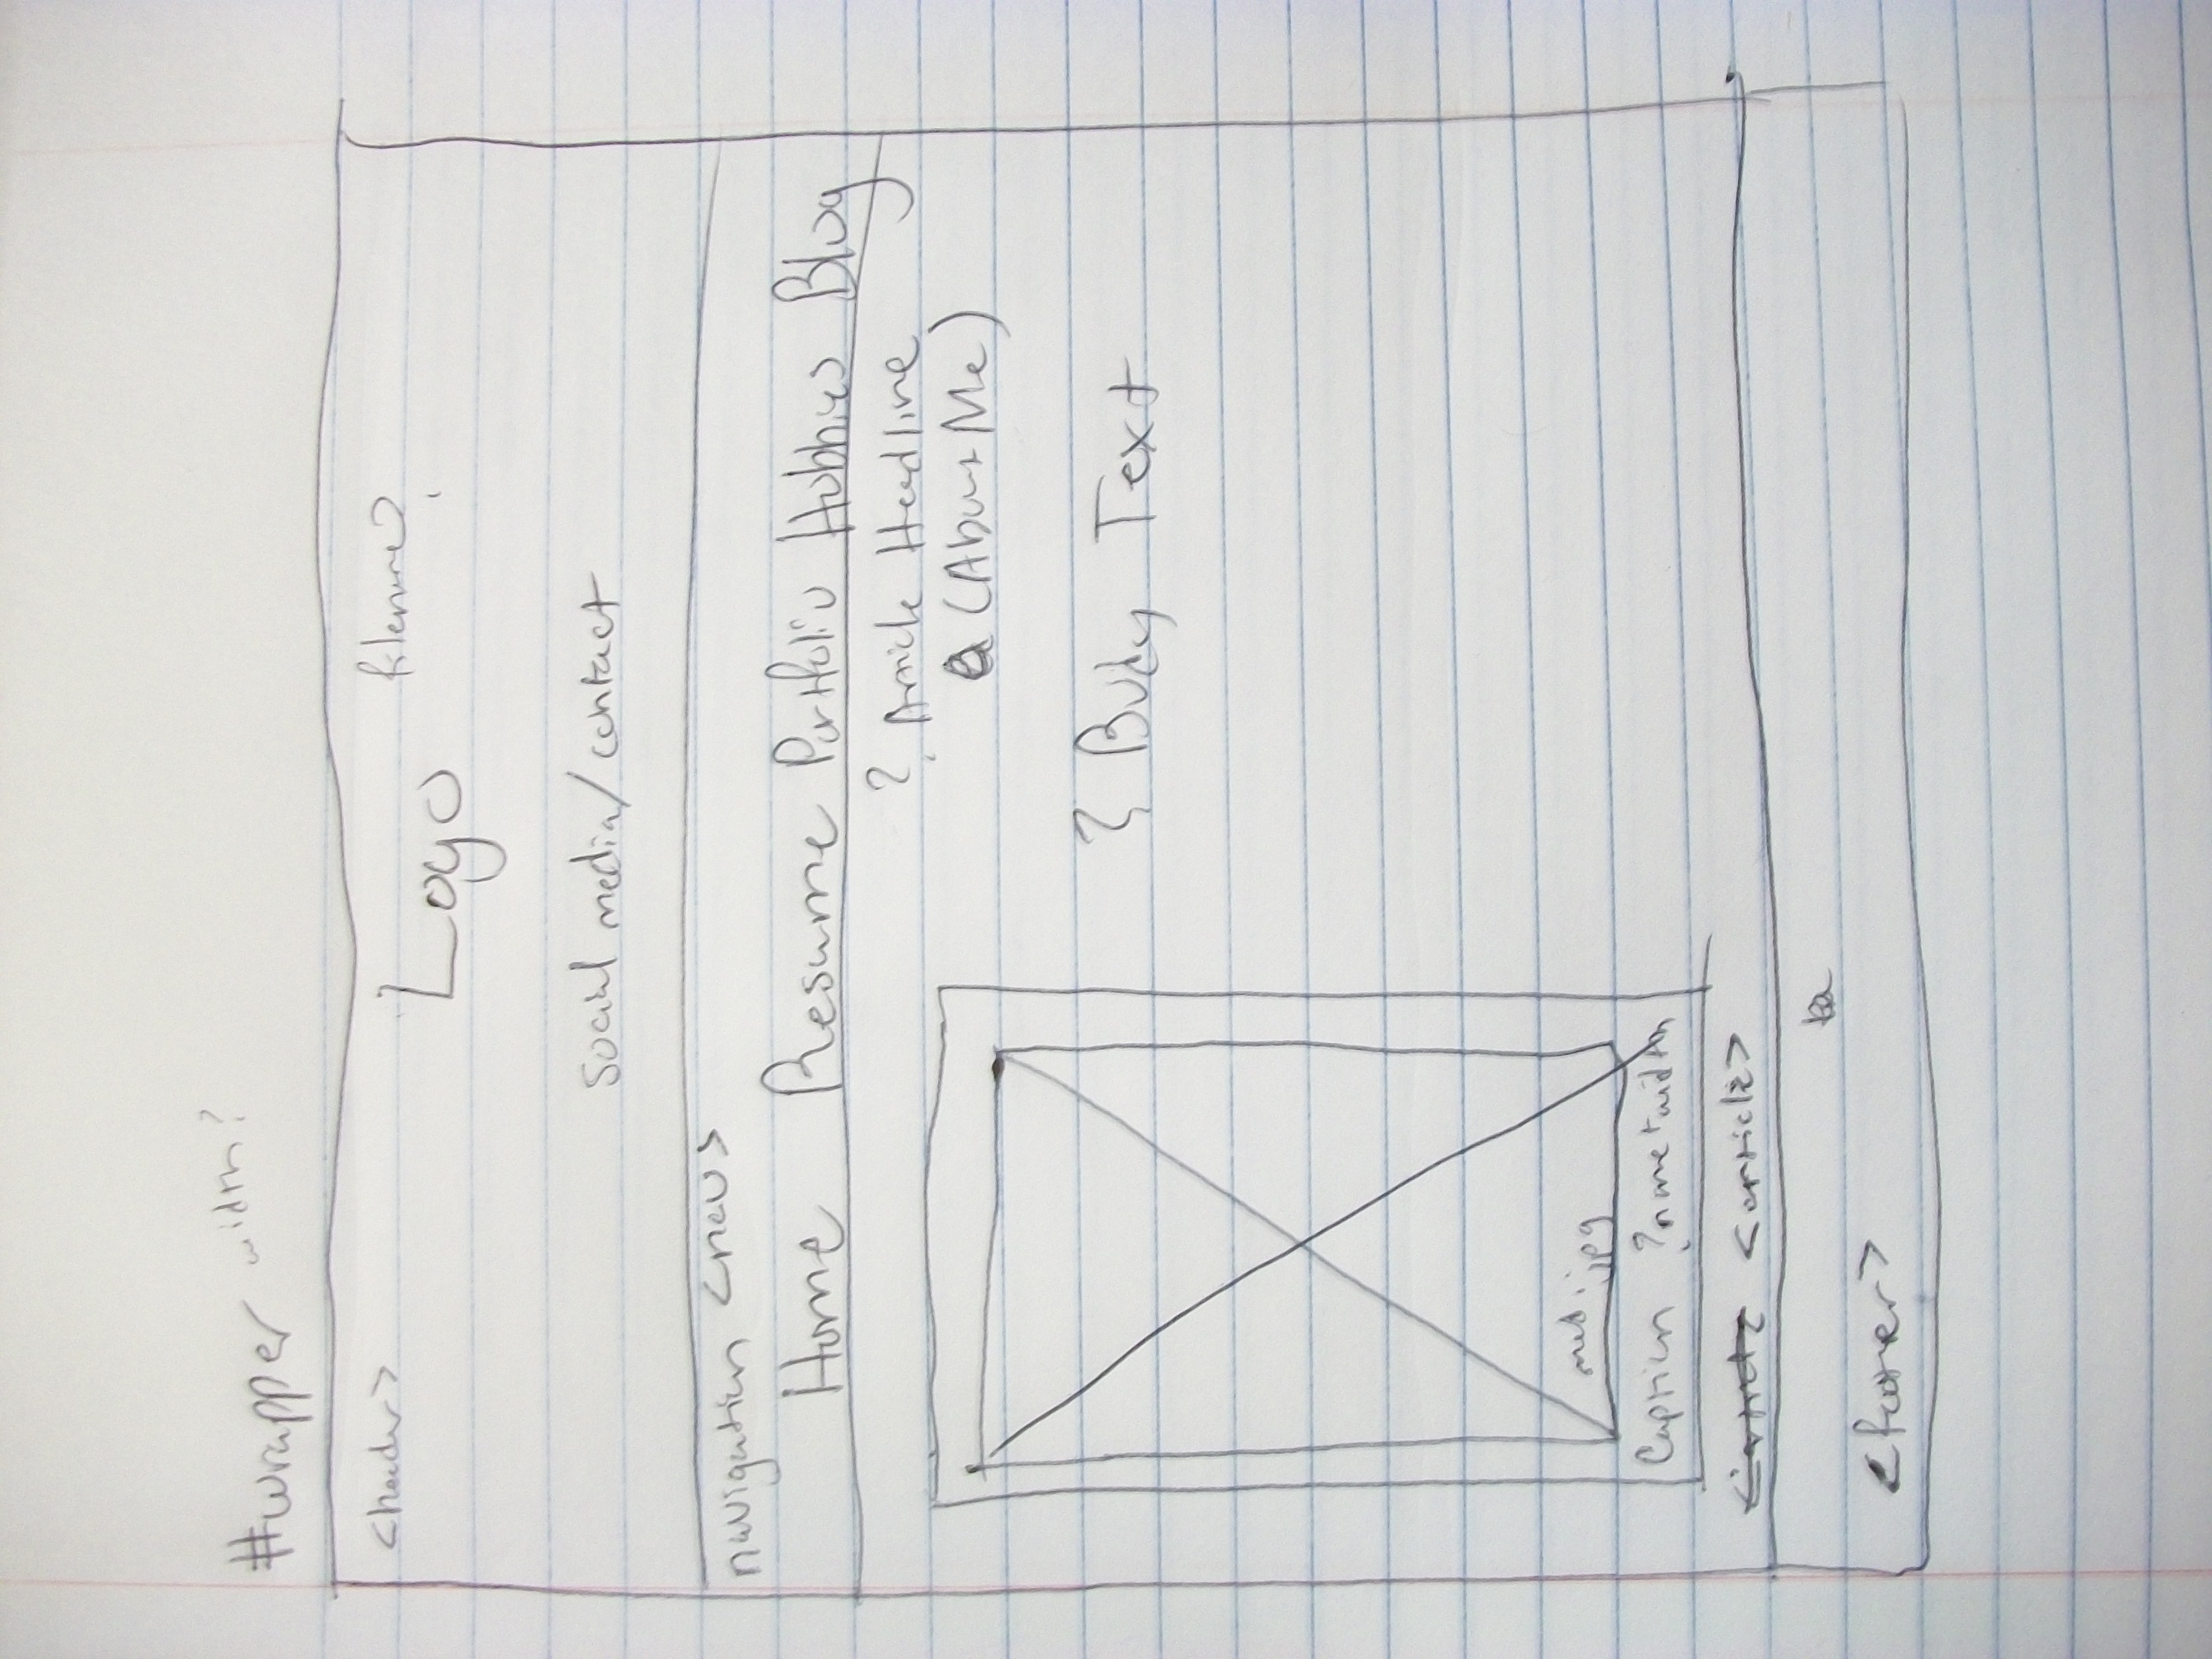 #wrapper width?
<header>
Logo
filename?
social media/contact
navigation <nav>
Home Resume Portfolio Hobbies Blog
? Article Headline
(About Me)
? Body Text
me.jpg
Caption ?name+width
<article>
<footer>